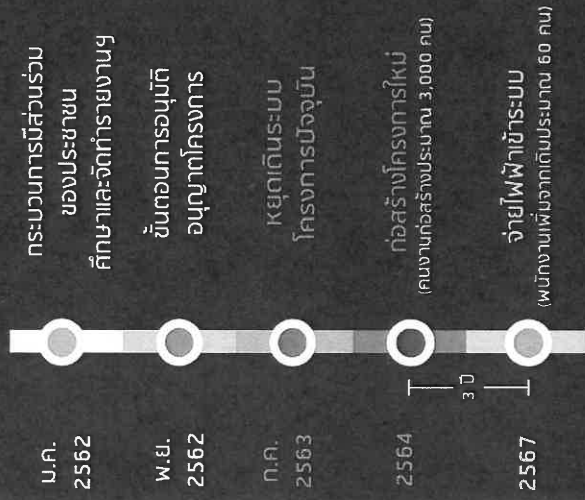 ม.ค.
2562
กระบวนการมีส่วนร่วม
ของประชาชน
ศึกษาและจัดทำรายงานฯ
พ.ย.
2562
ขั้นตอนการอนุมัติ
อนุญาตโครงการ
ก.ค.
2563
หยุดเดินระบบ
โครงการปัจจุบัน
2564
ก่อสร้างโครงการใหม่
(คนงานก่อสร้างประมาณ 3,000 คน)
3 ปี
2567
จ่ายไฟฟ้าเข้าระบบ
(พนักงานเพิ่มจากเดิมประมาณ 60 คน)